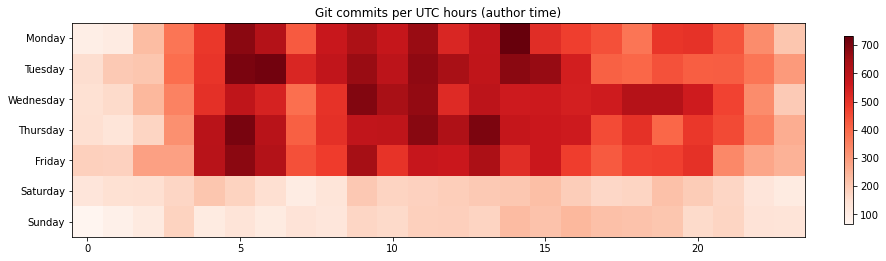 Git commits per UTC hours (author time)
Monday
Tuesday
Wednesday
Thursday
Friday
Saturday
Sunday
0 5 10 15 20
700
600
500
400
300
200
100